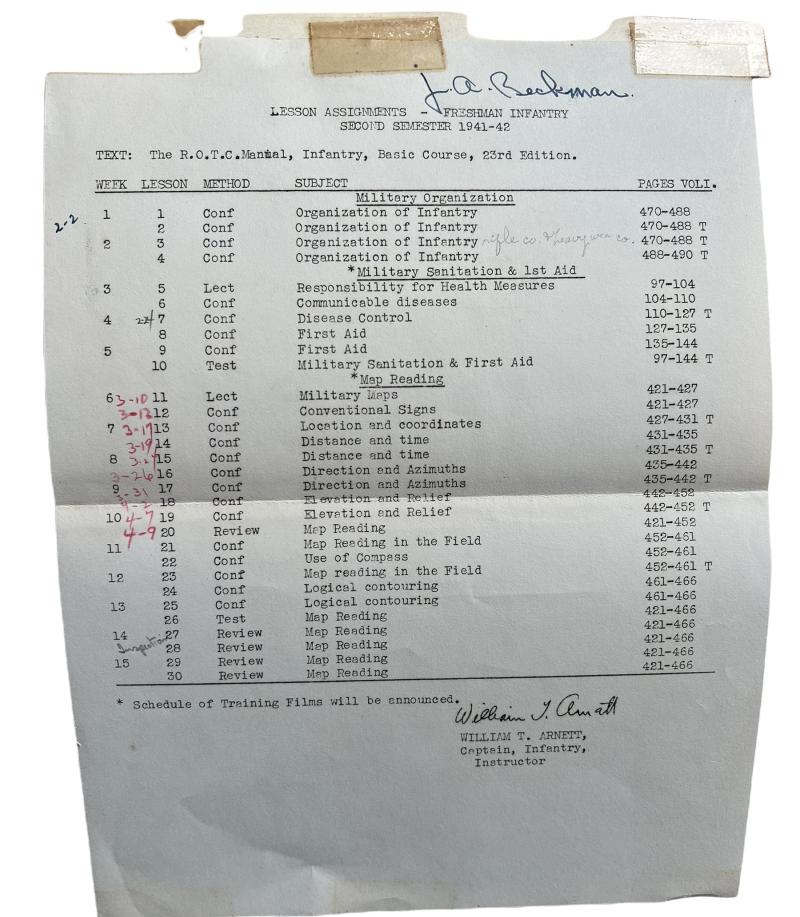 J. A. Beckman.
LESSON ASSIGNMENTS - FRESHMAN INFANTRY
SECOND SEMESTER 1941-42
TEXT: The R.O.T.C.Manual, Infantry, Basic Course, 23rd Edition.
WEEK LESSON METHOD SUBJECT PAGES VOLI.
Military Organization
2-2 1 1 Conf Organization of Infantry 470-488
2 Conf Organization of Infantry 470-488 T
2 3 Conf Organization of Infantry rifle co. & heavy wea co. 470-488 T
4 Conf Organization of Infantry 488-490 T
*Military Sanitation & 1st Aid
3 5 Lect Responsibility for Health Measures 97-104
6 Conf Communicable diseases 104-110
4 7 Conf Disease Control 110-127 T
8 Conf First Aid 127-135
5 9 Conf First Aid 135-144
10 Test Military Sanitation & First Aid 97-144 T
*Map Reading
6 3-10 11 Lect Military Maps 421-427
3-12 12 Conf Conventional Signs 421-427
7 3-17 13 Conf Location and coordinates 427-431 T
3-19 14 Conf Distance and time 431-435
8 15 Conf Distance and time 431-435 T
3-26 16 Conf Direction and Azimuths 435-442
9 3-31 17 Conf Direction and Azimuths 435-442 T
4-2 18 Conf Elevation and Relief 442-452
10 4-7 19 Conf Elevation and Relief 442-452 T
4-9 20 Review Map Reading 421-452
11 21 Conf Map Reading in the Field 452-461
22 Conf Use of Compass 452-461
12 23 Conf Map reading in the Field 452-461 T
24 Conf Logical contouring 461-466
13 25 Conf Logical contouring 461-466
26 Test Map Reading 421-466
14 27 Review Map Reading 421-466
Inspection 28 Review Map Reading 421-466
15 29 Review Map Reading 421-466
30 Review Map Reading 421-466
* Schedule of Training Films will be announced.
William T. Arnett
WILLIAM T. ARNETT,
Captain, Infantry,
Instructor